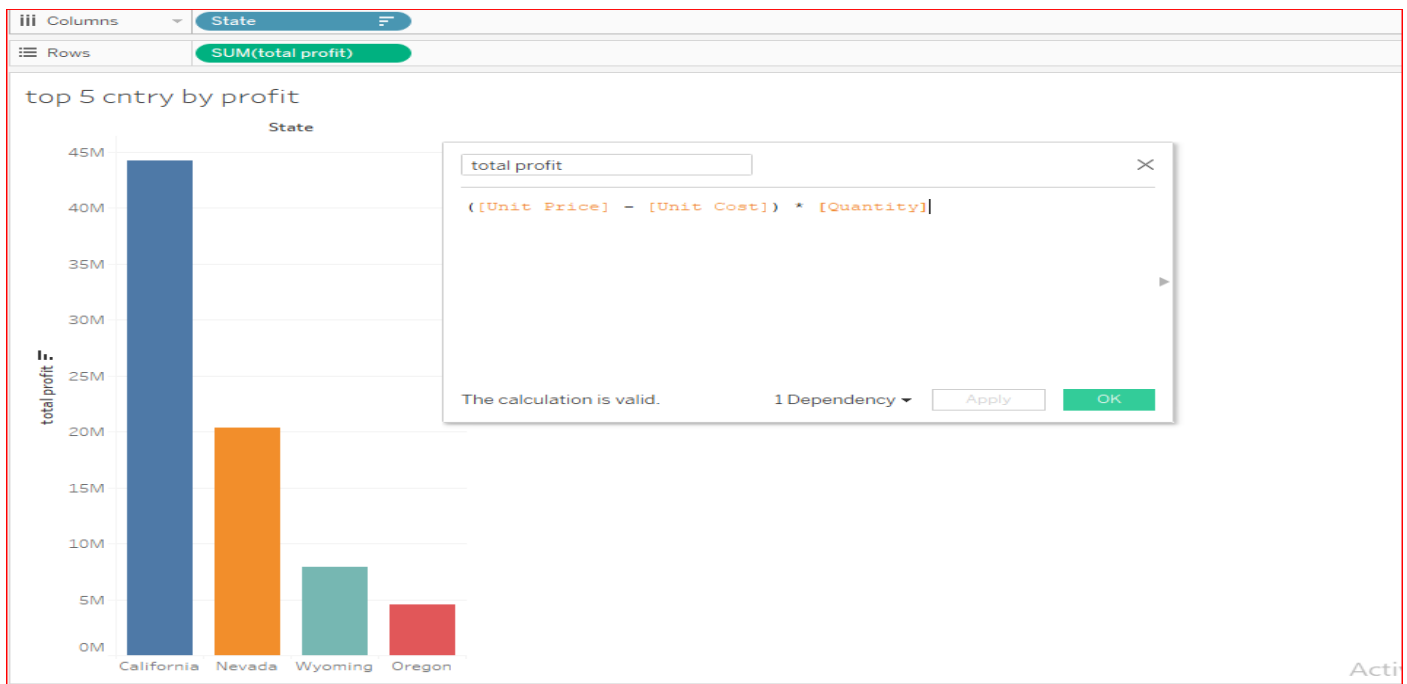 Columns State
Rows SUM(total profit)
top 5 cntry by profit
State
45M
40M
35M
30M
25M
20M
15M
10M
5M
0M
total profit
California Nevada Wyoming Oregon
total profit
([Unit Price] - [Unit Cost]) * [Quantity]
The calculation is valid. 1 Dependency Apply OK
Acti